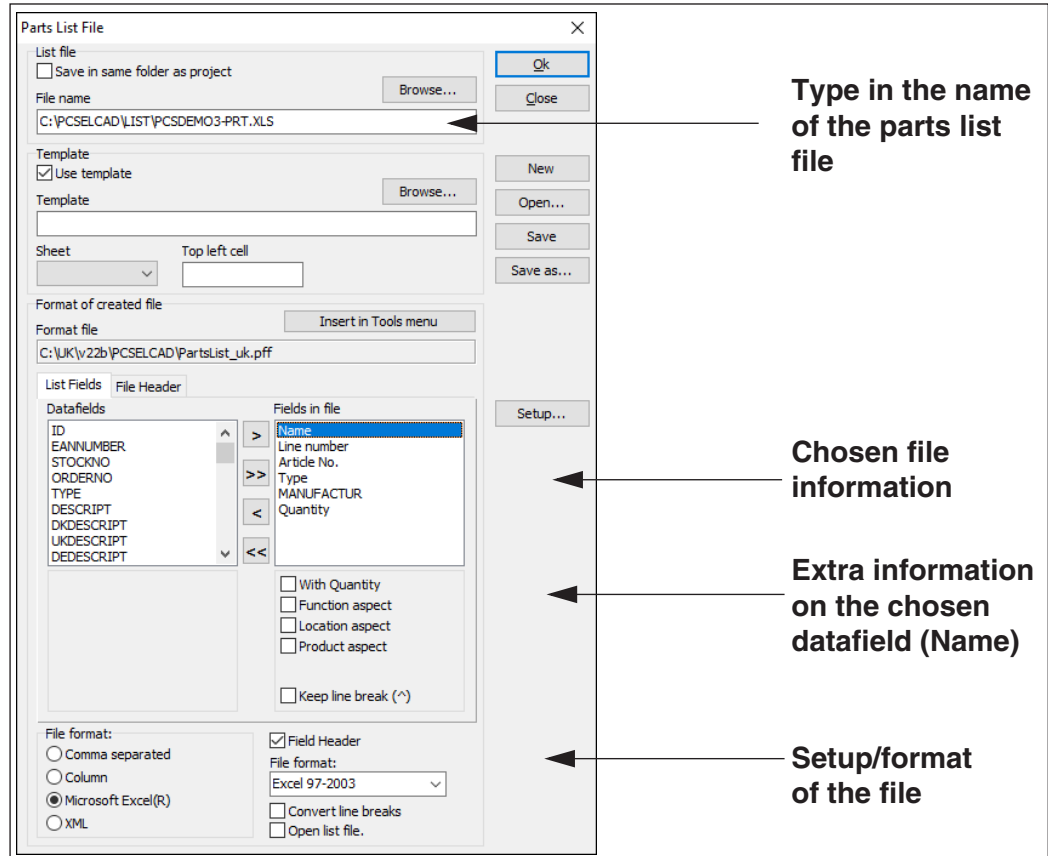 Parts List File
List file
Save in same folder as project
Ok
Browse...
File name
Close
C:\PCSELCAD\LIST\PCSDEMO3-PRT.XLS
Type in the name
of the parts list
file
Template
Use template
New
Browse...
Template
Open...
Save
Sheet Top left cell
Save as...
Format of created file
Insert in Tools menu
Format file
C:\UK\v22b\PCSELCAD\PartsList_uk.pff
List Fields File Header
Datafields
ID
EANNUMBER
STOCKNO
ORDERNO
TYPE
DESCRIPT
DKDESCRIPT
UKDESCRIPT
DEDESCRIPT
>
>>
<
<<
Fields in file
Name
Line number
Article No.
Type
MANUFACTUR
Quantity
Setup...
Chosen file
information
With Quantity
Function aspect
Location aspect
Product aspect
Keep line break (^)
Extra information
on the chosen
datafield (Name)
File format:
Comma separated
Column
Microsoft Excel(R)
XML
Field Header
File format:
Excel 97-2003
Convert line breaks
Open list file.
Setup/format
of the file